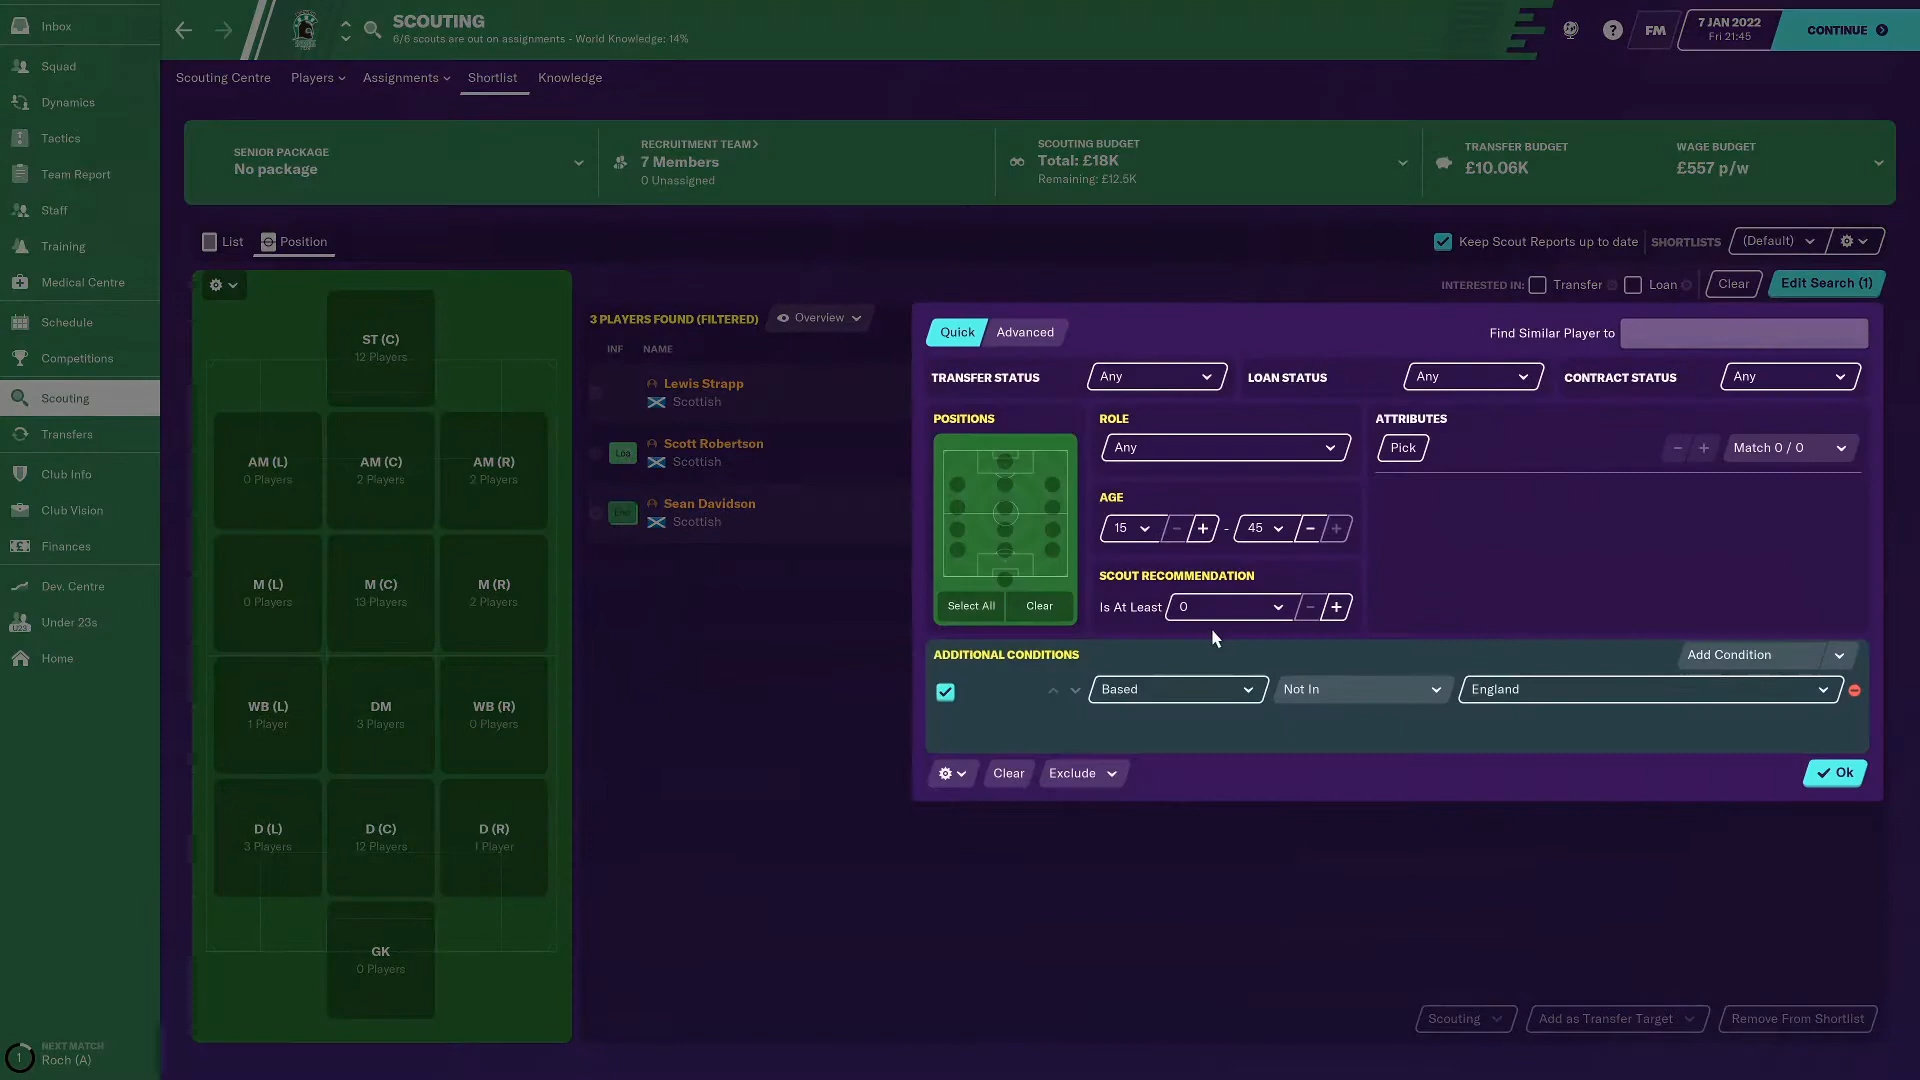 Inbox
Squad
Dynamics
Tactics
Team Report
Staff
Training
Medical Centre
Schedule
Competitions
Scouting
Transfers
Club Info
Club Vision
Finances
Dev. Centre
Under 23s
Home
1
NEXT MATCH
Roch (A)
SCOUTING
6/6 scouts are out on assignments - World Knowledge: 14%
FM
7 JAN 2022
Fri 21:45
CONTINUE
Scouting Centre
Players
Assignments
Shortlist
Knowledge
SENIOR PACKAGE
No package
RECRUITMENT TEAM>
7 Members
0 Unassigned
SCOUTING BUDGET
Total: £18K
Remaining: £12.5K
TRANSFER BUDGET
£10.06K
WAGE BUDGET
£557 p/w
List
Position
Keep Scout Reports up to date
SHORTLISTS
(Default)
INTERESTED IN:
Transfer
Loan
Clear
Edit Search (1)
ST (C)
12 Players
AM (L)
0 Players
AM (C)
2 Players
AM (R)
2 Players
M (L)
0 Players
M (C)
13 Players
M (R)
2 Players
WB (L)
1 Player
DM
3 Players
WB (R)
0 Players
D (L)
3 Players
D (C)
12 Players
D (R)
1 Player
GK
0 Players
3 PLAYERS FOUND (FILTERED)
Overview
INF
NAME
Lewis Strapp
Scottish
Loa
Scott Robertson
Scottish
Sean Davidson
Scottish
Quick
Advanced
Find Similar Player to
TRANSFER STATUS
Any
LOAN STATUS
Any
CONTRACT STATUS
Any
POSITIONS
Select All
Clear
ROLE
Any
AGE
15
-
45
SCOUT RECOMMENDATION
Is At Least
0
ATTRIBUTES
Pick
Match 0 / 0
ADDITIONAL CONDITIONS
Add Condition
Based
Not In
England
Clear
Exclude
Ok
Scouting
Add as Transfer Target
Remove From Shortlist